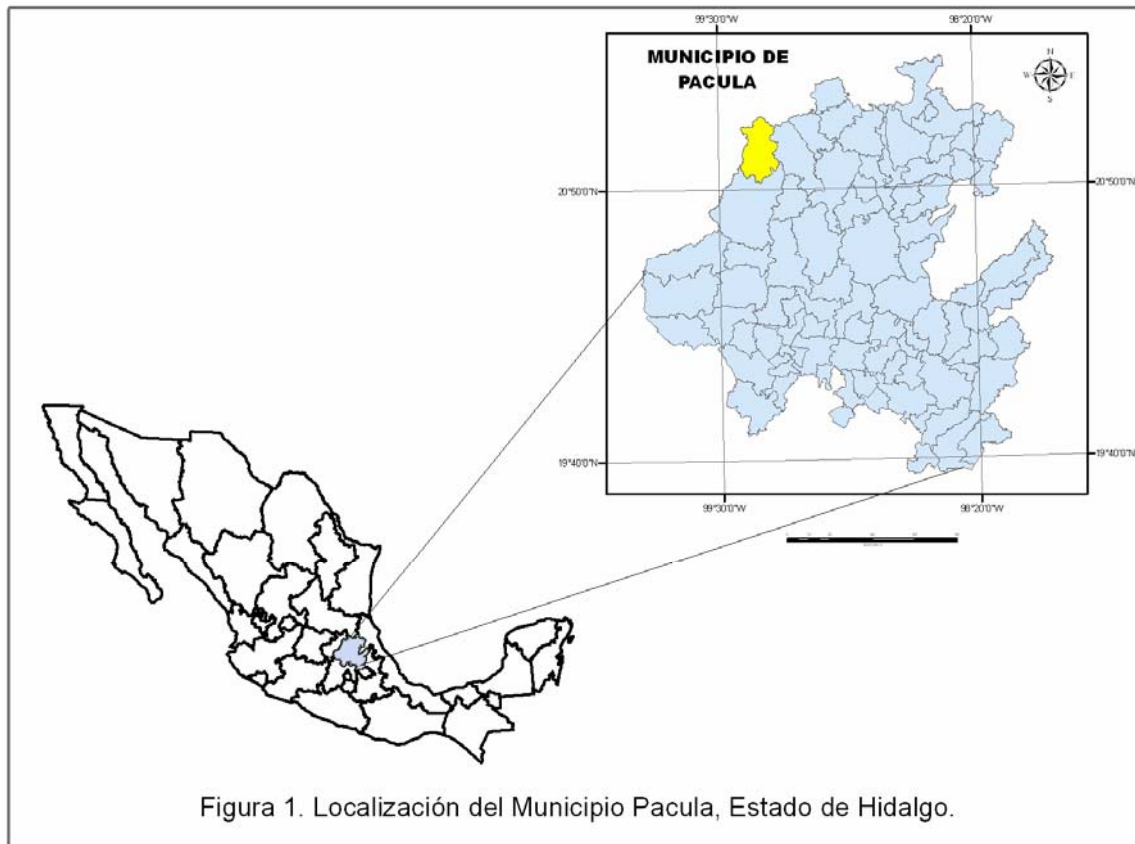 99°30'0"W
98°20'0"W
MUNICIPIO DE
PACULA
N
W
E
S
20°50'0"N
20°50'0"N
19°40'0"N
19°40'0"N
99°30'0"W
98°20'0"W
Figura 1. Localización del Municipio Pacula, Estado de Hidalgo.